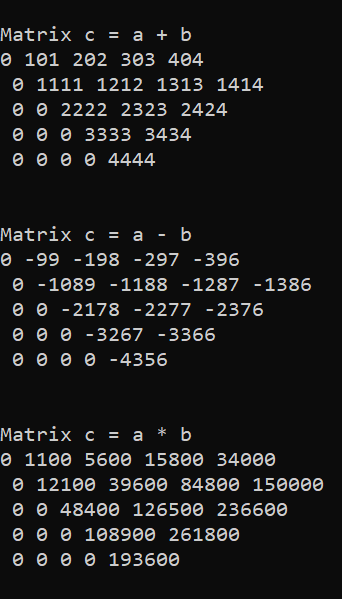 Matrix c = a + b
0 101 202 303 404
0 1111 1212 1313 1414
0 0 2222 2323 2424
0 0 0 3333 3434
0 0 0 0 4444
Matrix c = a - b
0 -99 -198 -297 -396
0 -1089 -1188 -1287 -1386
0 0 -2178 -2277 -2376
0 0 0 -3267 -3366
0 0 0 0 -4356
Matrix c = a * b
0 1100 5600 15800 34000
0 12100 39600 84800 150000
0 0 48400 126500 236600
0 0 0 108900 261800
0 0 0 0 193600